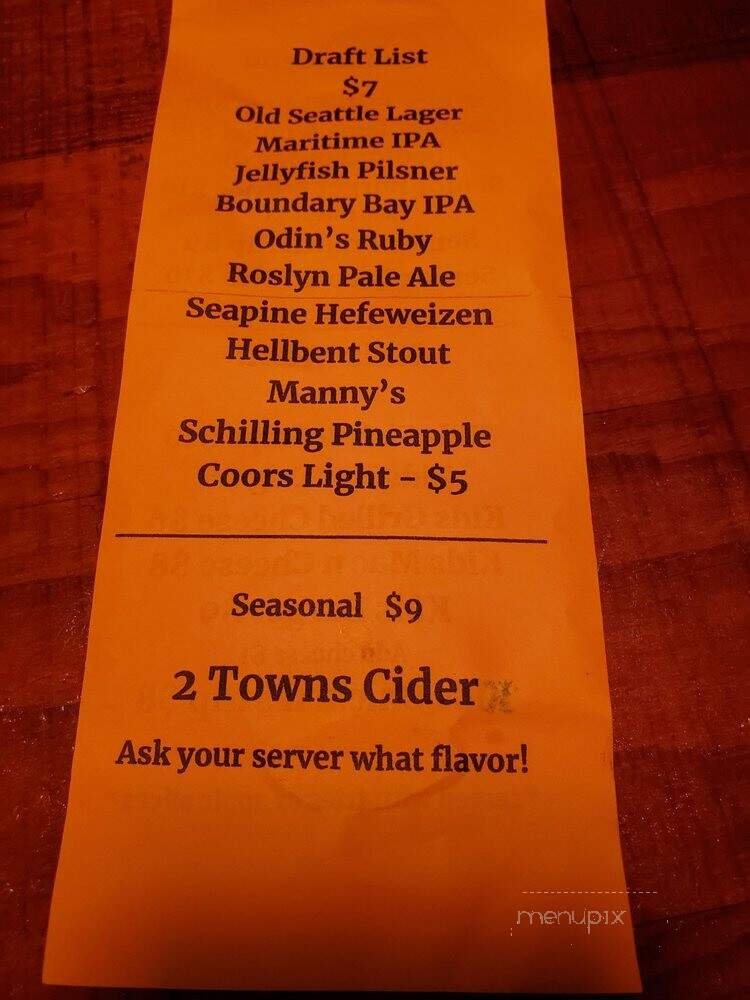 Draft List
$7
Old Seattle Lager
Maritime IPA
Jellyfish Pilsner
Boundary Bay IPA
Odin's Ruby
Roslyn Pale Ale
Seapine Hefeweizen
Hellbent Stout
Manny's
Schilling Pineapple
Coors Light - $5
Seasonal $9
2 Towns Cider
Ask your server what flavor!
menupix